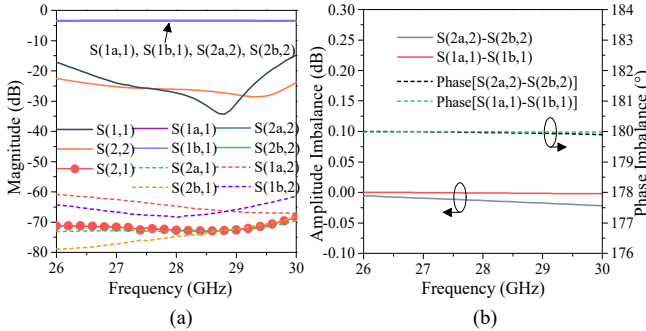 0
-10
-20
-30
-40
-50
-60
-70
-80
Magnitude (dB)
S(1a,1), S(1b,1), S(2a,2), S(2b,2)
S(1,1) S(1a,1) S(2a,2)
S(2,2) S(1b,1) S(2b,2)
S(2,1) S(2a,1) S(1a,2)
S(2b,1) S(1b,2)
26 27 28 29 30
Frequency (GHz)
(a)
0.30
0.25
0.20
0.15
0.10
0.05
0.00
-0.05
-0.10
Amplitude Imbalance (dB)
S(2a,2)-S(2b,2)
S(1a,1)-S(1b,1)
Phase[S(2a,2)-S(2b,2)]
Phase[S(1a,1)-S(1b,1)]
184
183
182
181
180
179
178
177
176
Phase Imbalance (°)
26 27 28 29 30
Frequency (GHz)
(b)